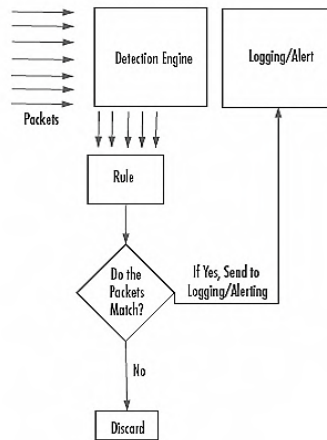 Detection Engine
Logging/Alert
Packets
Rule
Do the
Packets
Match?
If Yes, Send to
Logging/Alerting
No
Discard